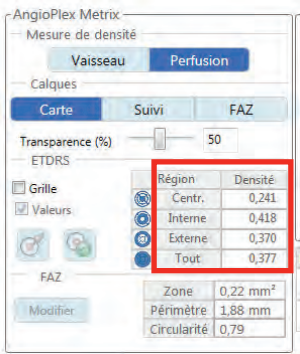 AngioPlex Metrix
Mesure de densité
Vaisseau Perfusion
Calques
Carte Suivi FAZ
Transparence (%) 50
ETDRS
Grille
Valeurs
Région Densité
Centr. 0,241
Interne 0,418
Externe 0,370
Tout 0,377
FAZ
Modifier
Zone 0,22 mm²
Périmètre 1,88 mm
Circularité 0,79